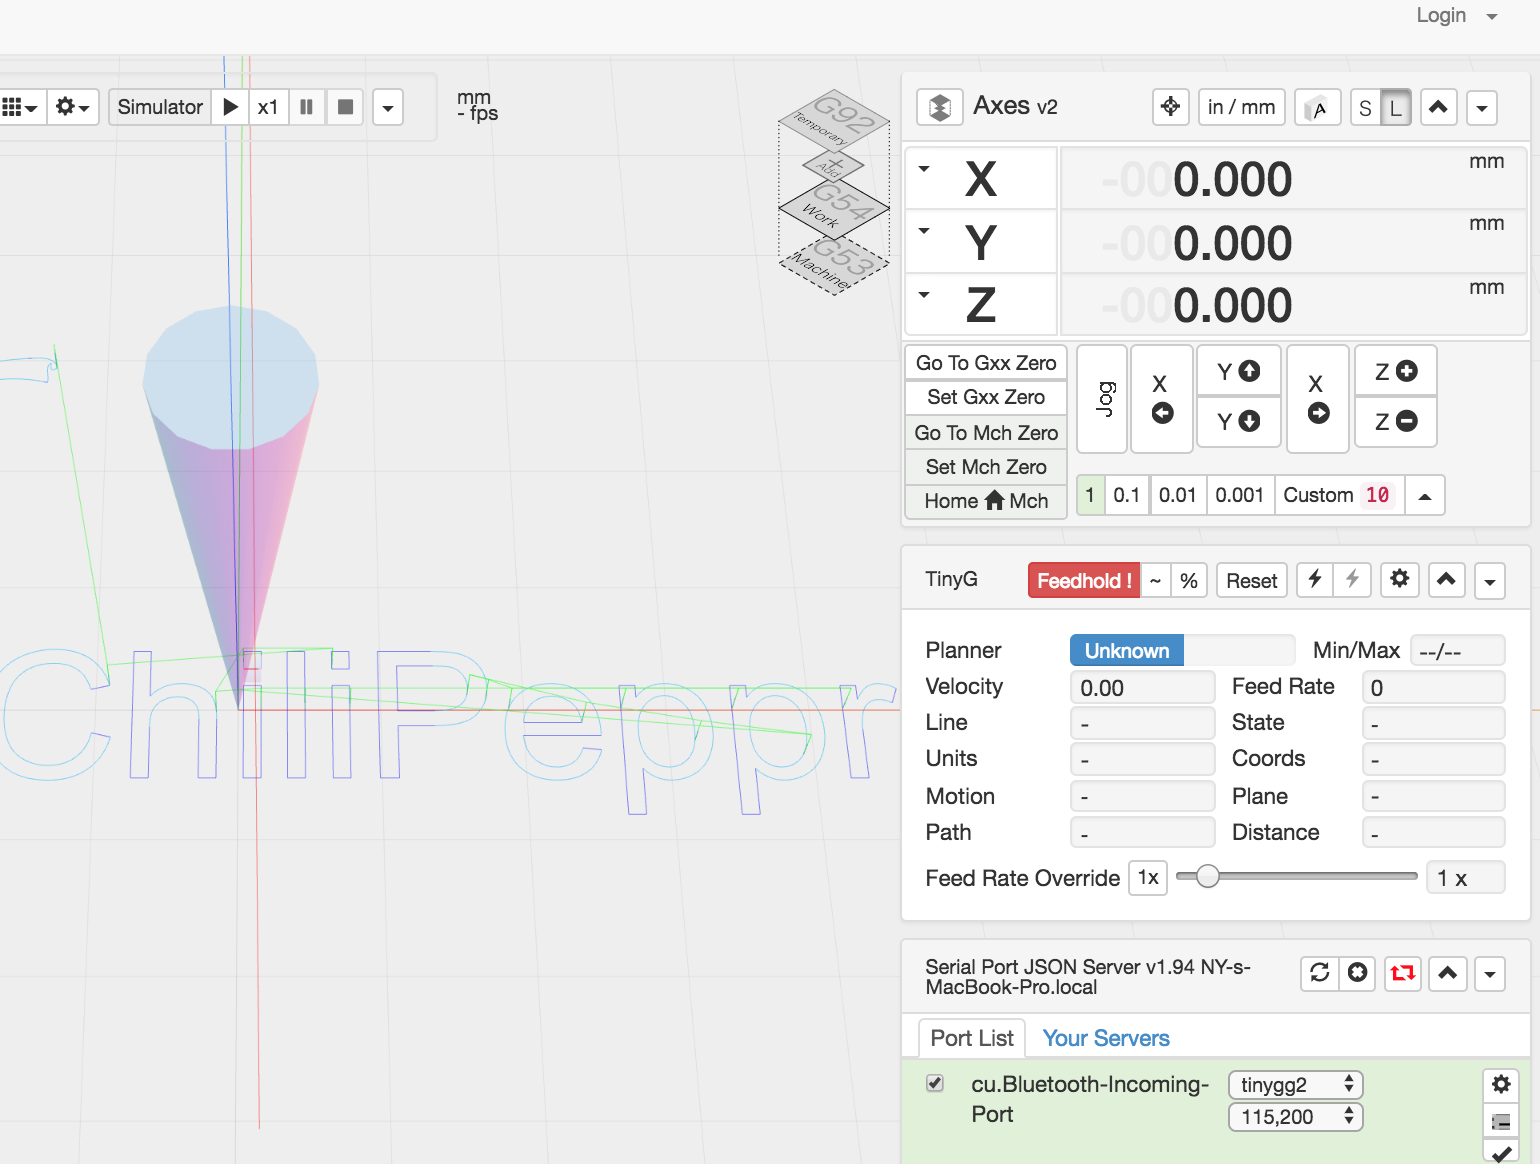 Login
Simulator
x1
mm
- fps
G92
Temporary
+
Add
G54
Work
G53
Machine
ChiliPeppr
Axes v2
in / mm
A
S
L
X
-000.000
mm
Y
-000.000
mm
Z
-000.000
mm
Go To Gxx Zero
Set Gxx Zero
Go To Mch Zero
Set Mch Zero
Home Mch
Jog
X
Y
Y
X
Z
Z
1
0.1
0.01
0.001
Custom 10
TinyG
Feedhold !
~
%
Reset
Planner
Unknown
Min/Max
--/--
Velocity
0.00
Feed Rate
0
Line
-
State
-
Units
-
Coords
-
Motion
-
Plane
-
Path
-
Distance
-
Feed Rate Override
1x
1 x
Serial Port JSON Server v1.94 NY-s-
MacBook-Pro.local
Port List
Your Servers
cu.Bluetooth-Incoming-
Port
tinygg2
115,200